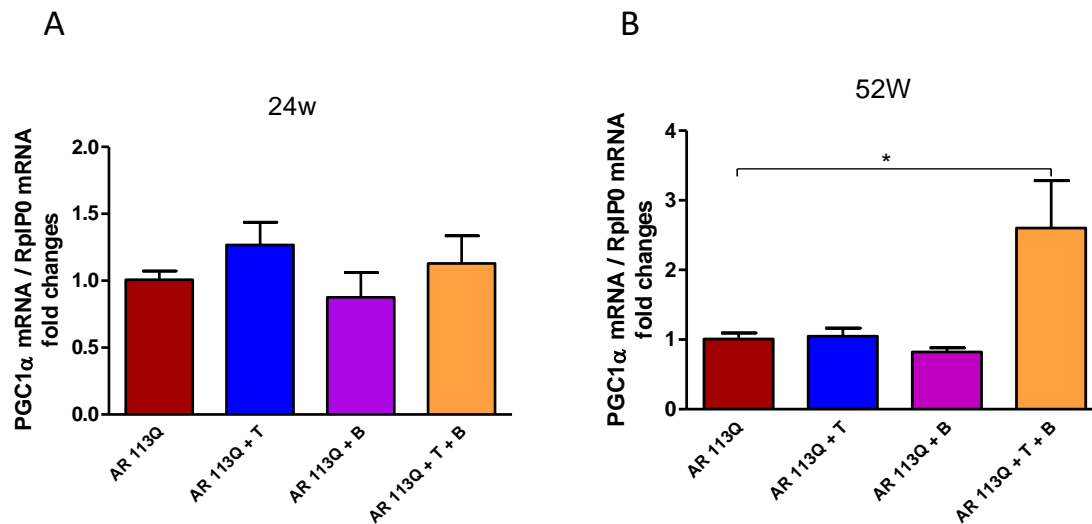 A
24w
PGC1α mRNA / RplP0 mRNA
fold changes
2.0
1.5
1.0
0.5
0.0
AR 113Q
AR 113Q + T
AR 113Q + B
AR 113Q + T + B
B
52W
PGC1α mRNA / RplP0 mRNA
fold changes
4
3
2
1
0
*
AR 113Q
AR 113Q + T
AR 113Q + B
AR 113Q + T + B